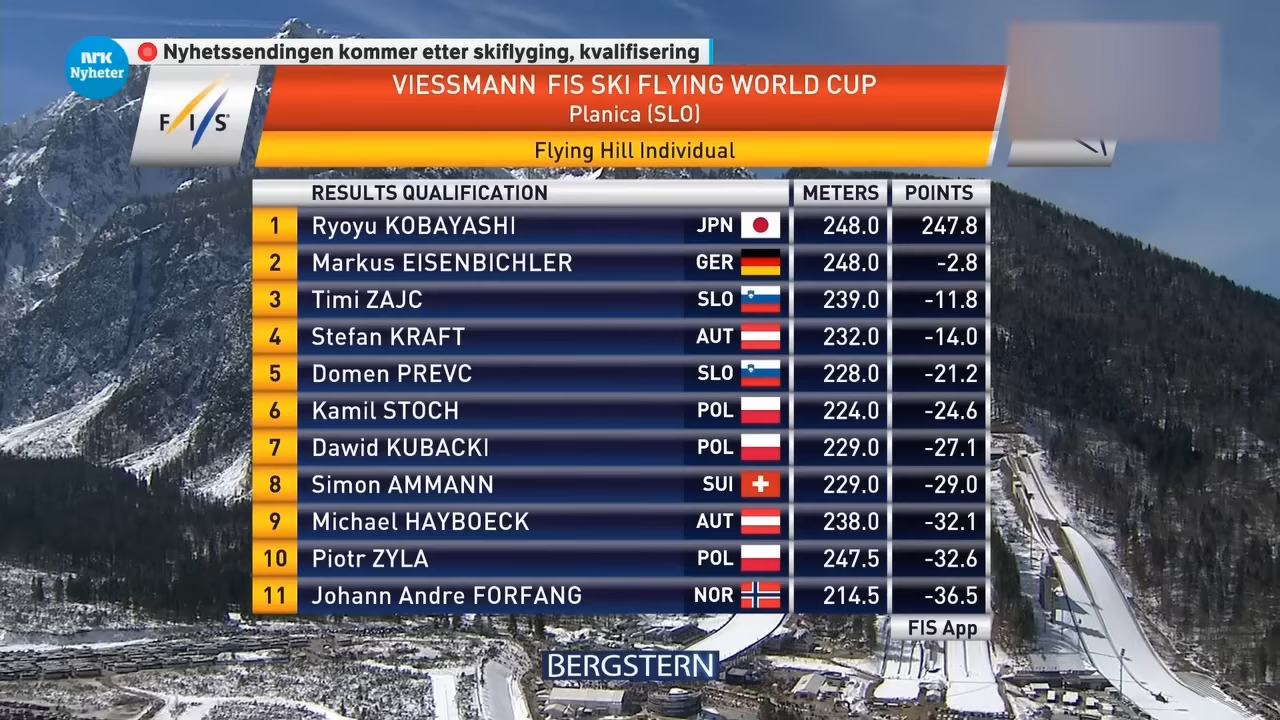 NRK
Nyheter
Nyhetssendingen kommer etter skiflyging, kvalifisering
FIS
VIESSMANN FIS SKI FLYING WORLD CUP
Planica (SLO)
Flying Hill Individual
RESULTS QUALIFICATION METERS POINTS
1 Ryoyu KOBAYASHI JPN 248.0 247.8
2 Markus EISENBICHLER GER 248.0 -2.8
3 Timi ZAJC SLO 239.0 -11.8
4 Stefan KRAFT AUT 232.0 -14.0
5 Domen PREVC SLO 228.0 -21.2
6 Kamil STOCH POL 224.0 -24.6
7 Dawid KUBACKI POL 229.0 -27.1
8 Simon AMMANN SUI 229.0 -29.0
9 Michael HAYBOECK AUT 238.0 -32.1
10 Piotr ZYLA POL 247.5 -32.6
11 Johann Andre FORFANG NOR 214.5 -36.5
FIS App
BERGSTERN